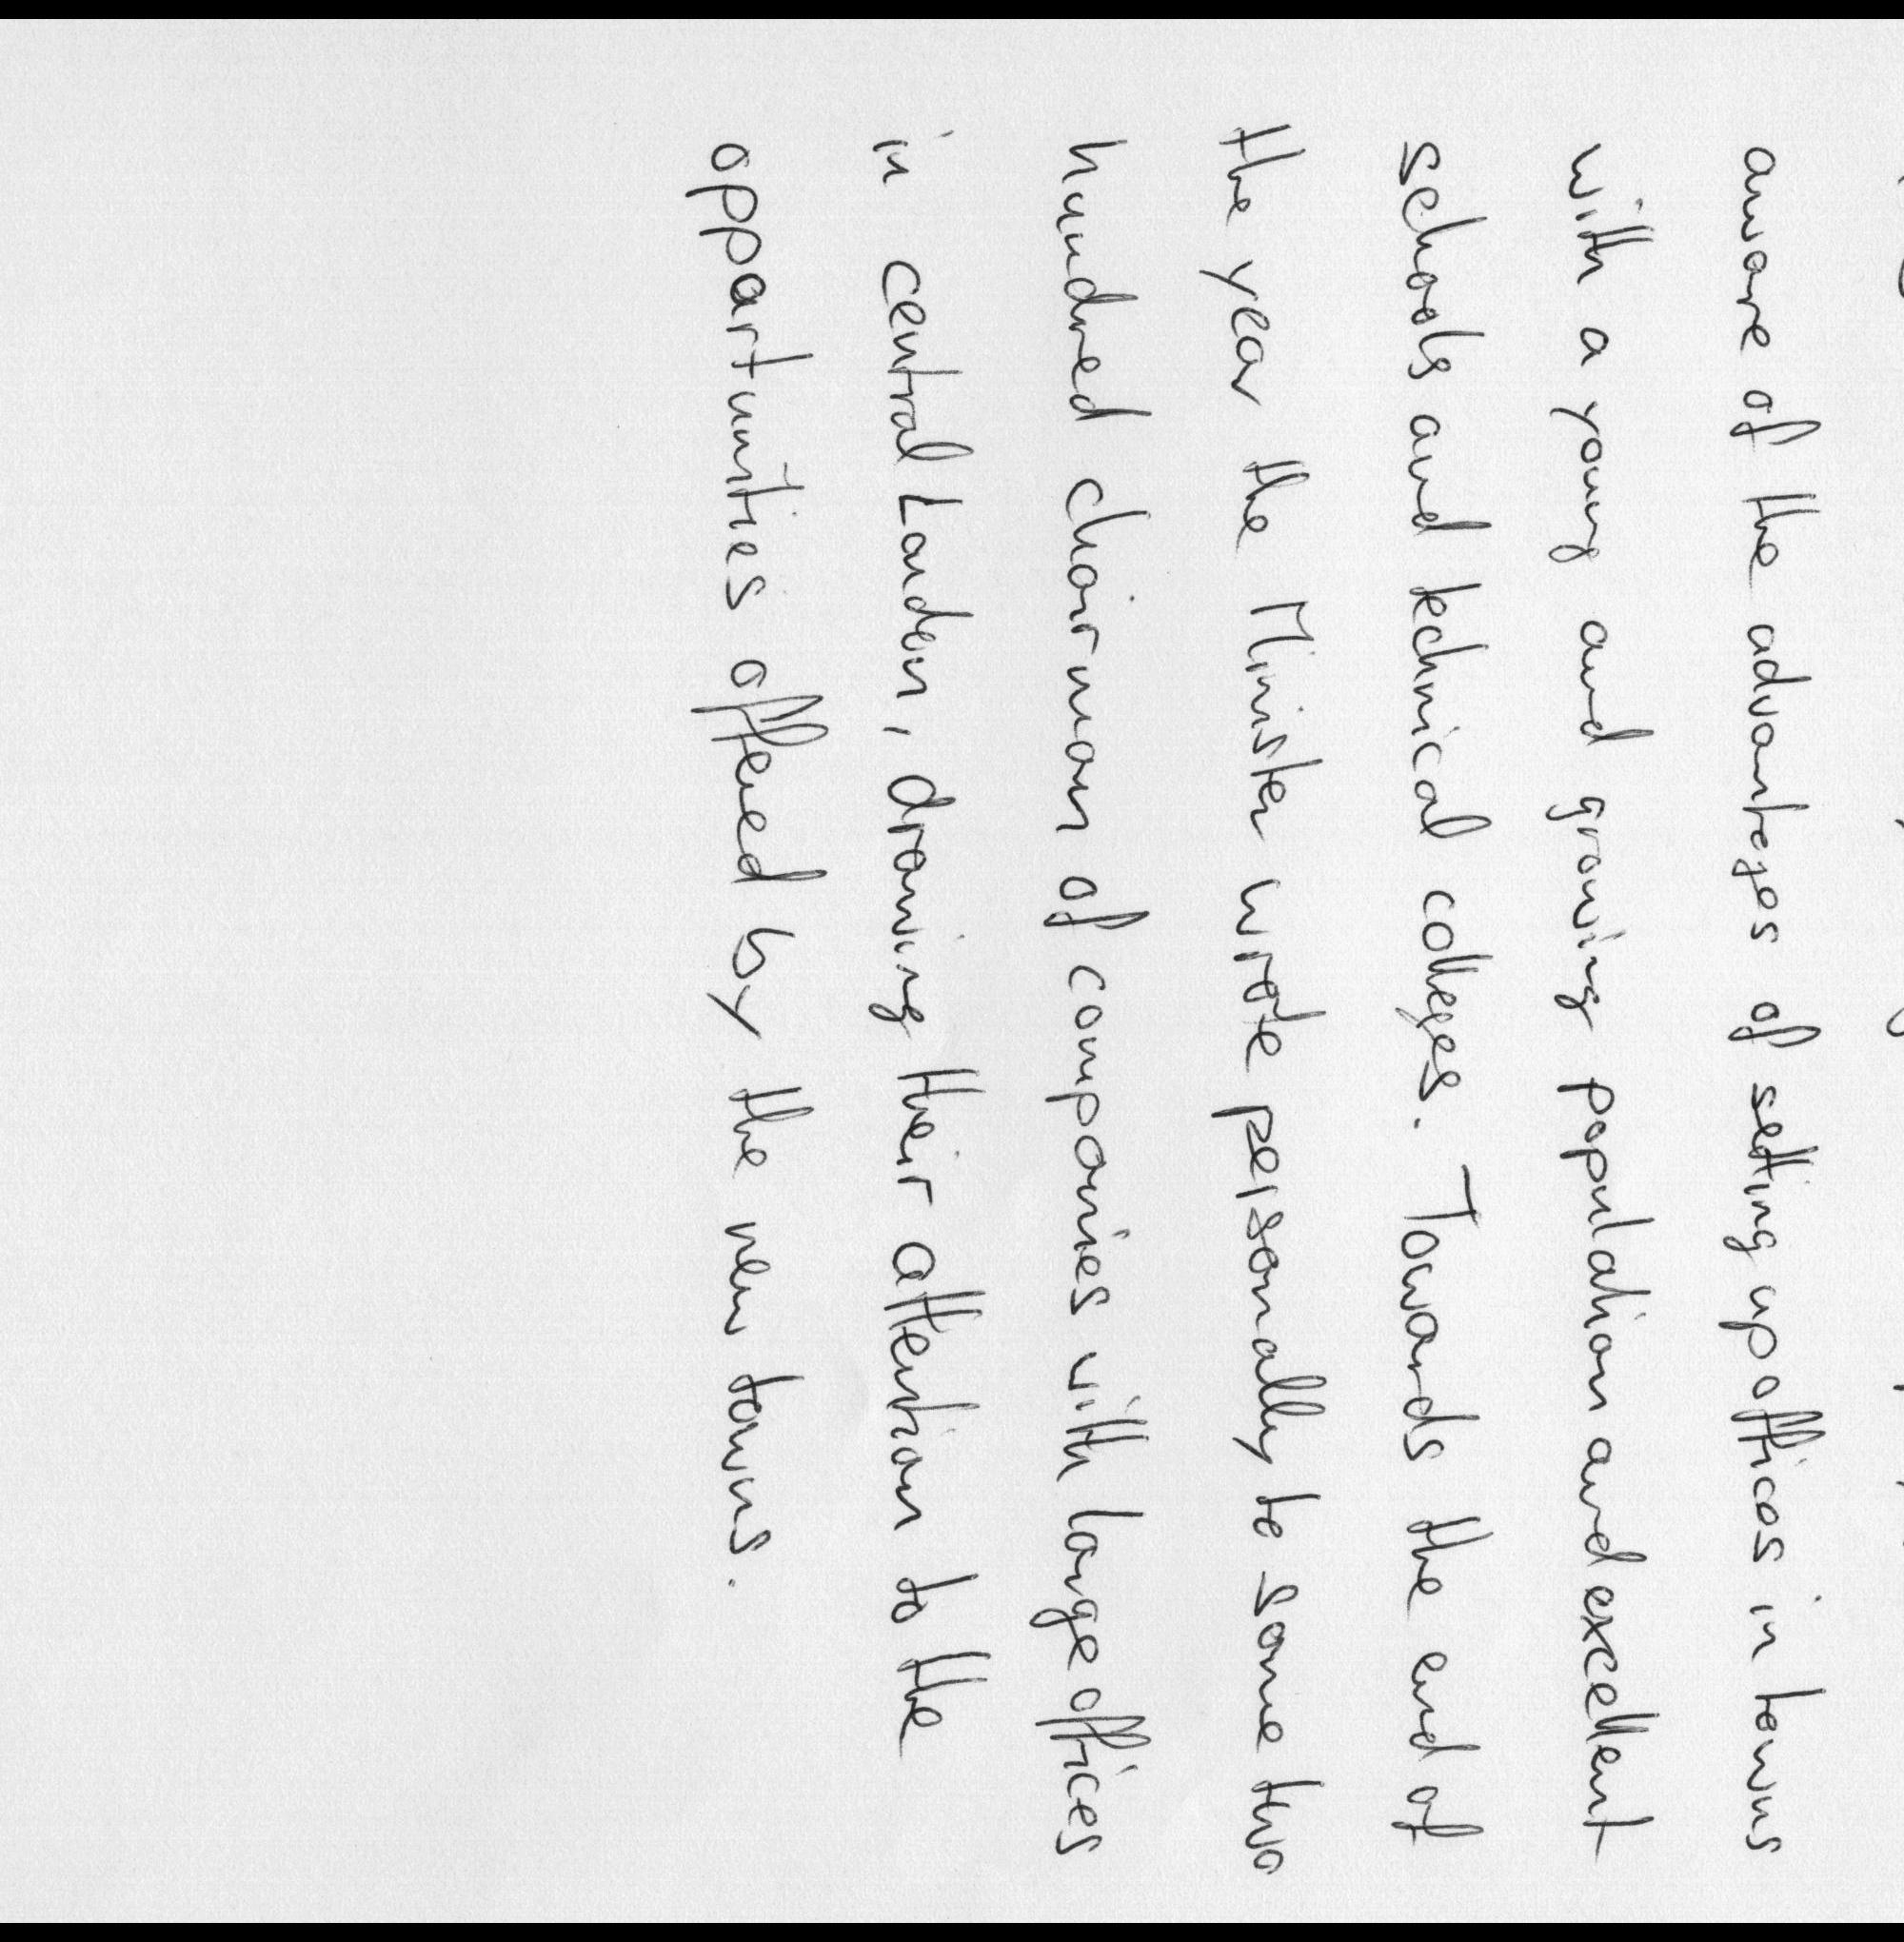 aware of the advantages of setting up offices in towns
with a young and growing population and excellent
schools and technical colleges. Towards the end of
the year the Minister wrote personally to some two
hundred chairman of companies with large offices
in central London, drawing their attention to the
opportunities offered by the new towns.